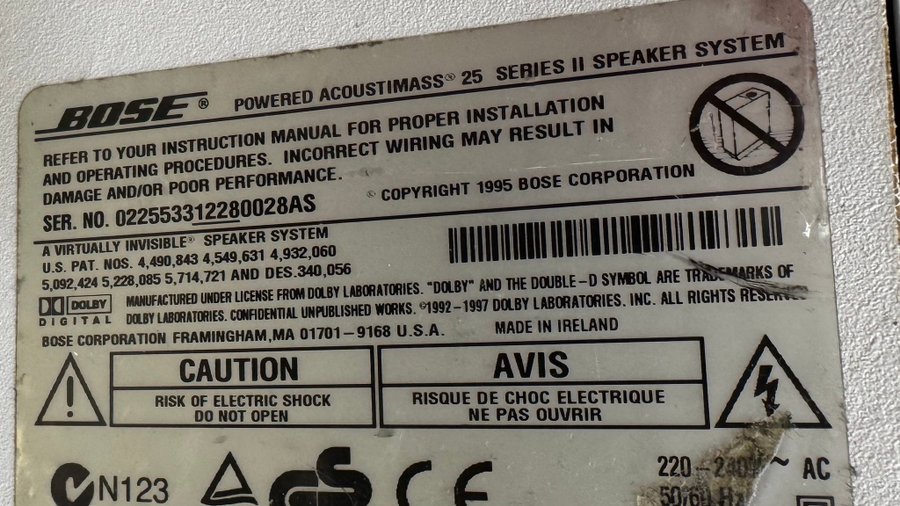 BOSE® POWERED ACOUSTIMASS® 25 SERIES II SPEAKER SYSTEM
REFER TO YOUR INSTRUCTION MANUAL FOR PROPER INSTALLATION
AND OPERATING PROCEDURES. INCORRECT WIRING MAY RESULT IN
DAMAGE AND/OR POOR PERFORMANCE.
© COPYRIGHT 1995 BOSE CORPORATION
SER. NO. 022553312280028AS
A VIRTUALLY INVISIBLE® SPEAKER SYSTEM
U.S. PAT. NOS. 4,490,843 4,549,631 4,932,060
5,092,424 5,228,085 5,714,721 AND DES. 340,056
DOLBY
DIGITAL
MANUFACTURED UNDER LICENSE FROM DOLBY LABORATORIES. "DOLBY" AND THE DOUBLE-D SYMBOL ARE TRADEMARKS OF
DOLBY LABORATORIES. CONFIDENTIAL UNPUBLISHED WORKS. ©1992-1997 DOLBY LABORATORIES. INC. ALL RIGHTS
BOSE CORPORATION FRAMINGHAM, MA 01701-9168 U.S.A. MADE IN IRELAND
CAUTION
RISK OF ELECTRIC SHOCK
DO NOT OPEN
AVIS
RISQUE DE CHOC ELECTRIQUE
NE PAS OUVRIR
N123
GS
CE
220-240V ~ AC
50/60 Hz